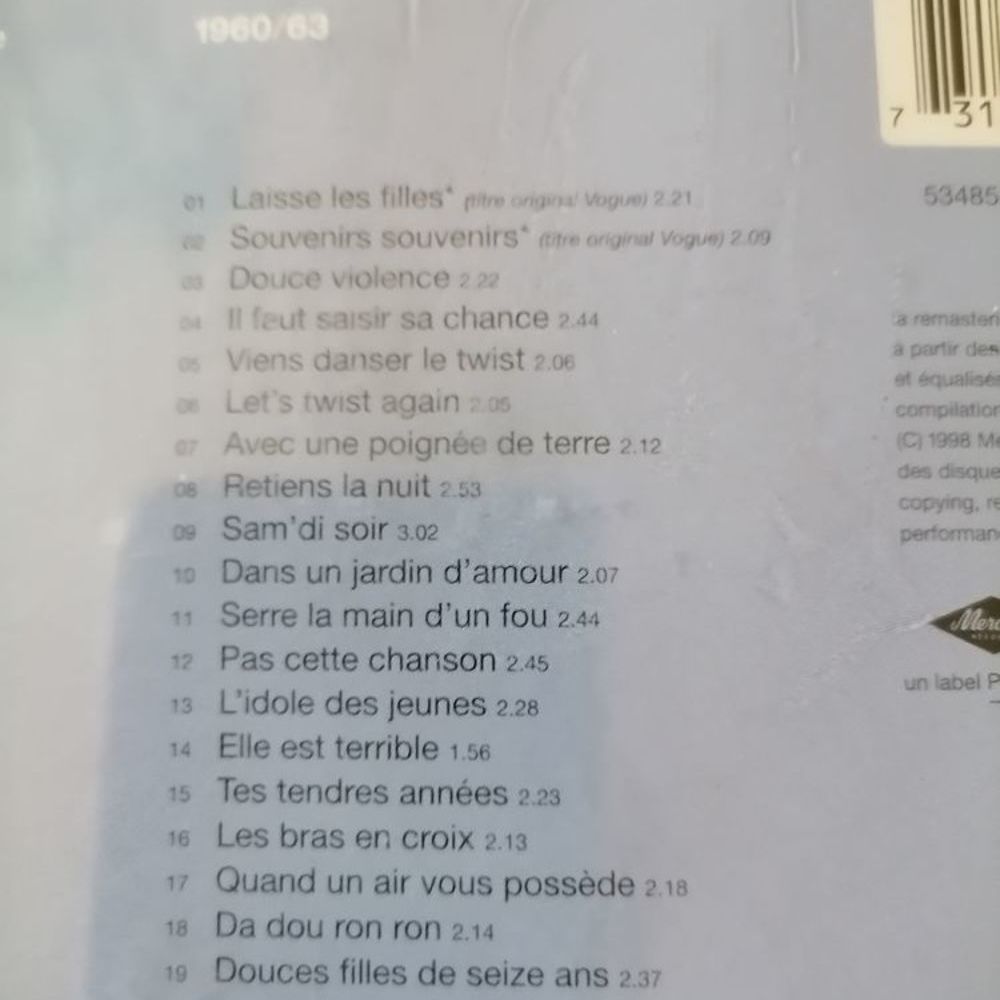 1960/63
7 31
01 Laisse les filles* (titre original Vogue) 2.21
02 Souvenirs souvenirs* (titre original Vogue) 2.09
03 Douce violence 2.22
04 Il faut saisir sa chance 2.44
05 Viens danser le twist 2.06
06 Let's twist again 2.05
07 Avec une poignée de terre 2.12
08 Retiens la nuit 2.53
09 Sam'di soir 3.02
10 Dans un jardin d'amour 2.07
11 Serre la main d'un fou 2.44
12 Pas cette chanson 2.45
13 L'idole des jeunes 2.28
14 Elle est terrible 1.56
15 Tes tendres années 2.23
16 Les bras en croix 2.13
17 Quand un air vous possède 2.18
18 Da dou ron ron 2.14
19 Douces filles de seize ans 2.37
53485
a remaster
à partir des
et équalisés
compilation
(C) 1998 Me
des disque
copying, re
performan
Merc
un label P